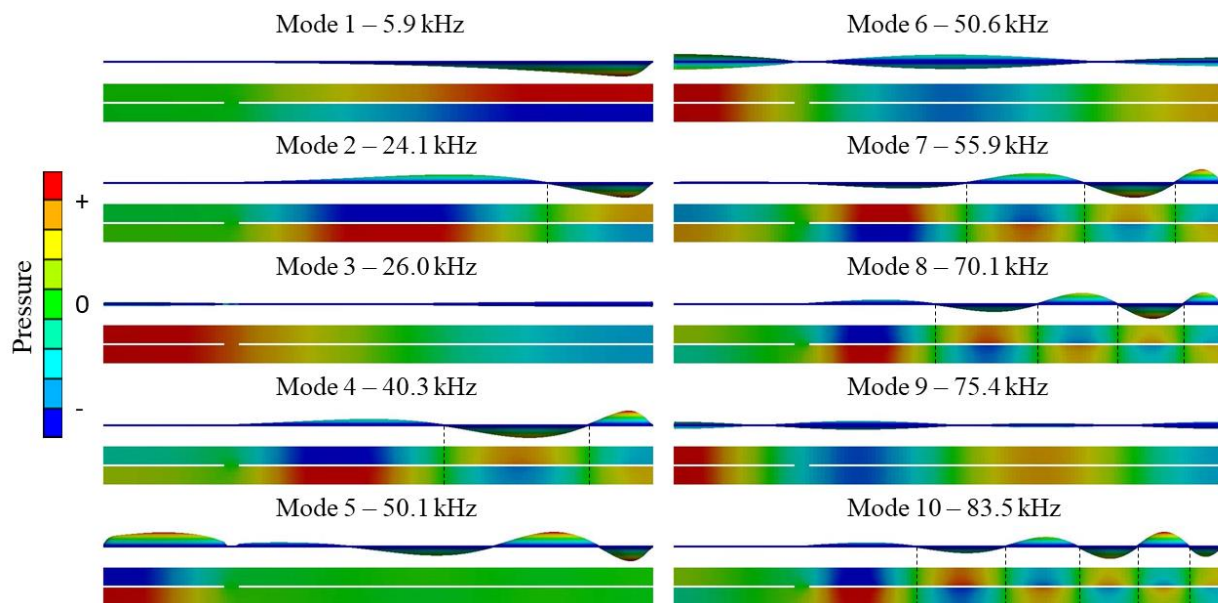 Mode 1 – 5.9 kHz
Mode 2 – 24.1 kHz
Mode 3 – 26.0 kHz
Mode 4 – 40.3 kHz
Mode 5 – 50.1 kHz
Mode 6 – 50.6 kHz
Mode 7 – 55.9 kHz
Mode 8 – 70.1 kHz
Mode 9 – 75.4 kHz
Mode 10 – 83.5 kHz
Pressure
+
0
-